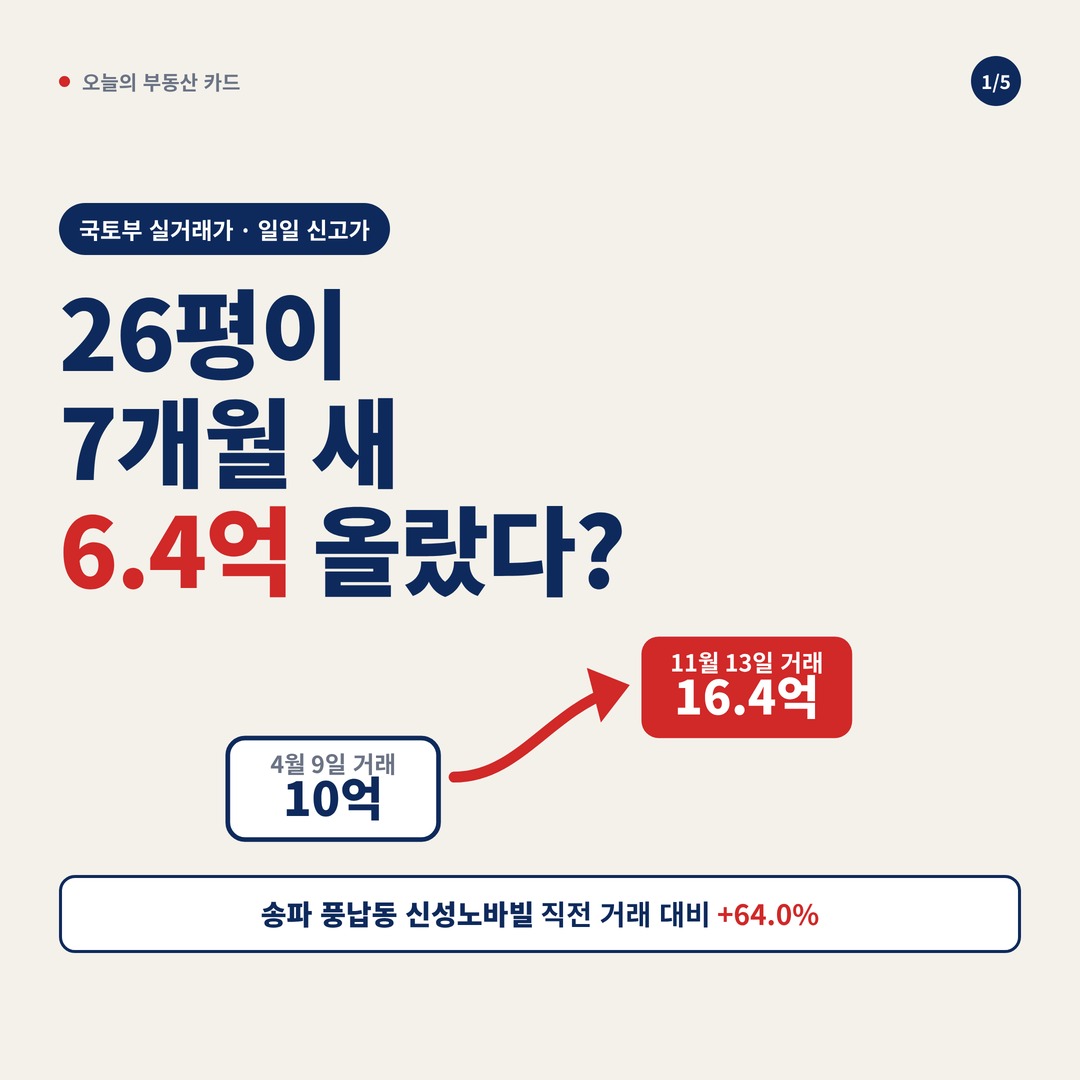 오늘의 부동산 카드
1/5
국토부 실거래가 · 일일 신고가
26평이
7개월 새
6.4억 올랐다?
11월 13일 거래
16.4억
4월 9일 거래
10억
송파 풍납동 신성노바빌 직전 거래 대비 +64.0%